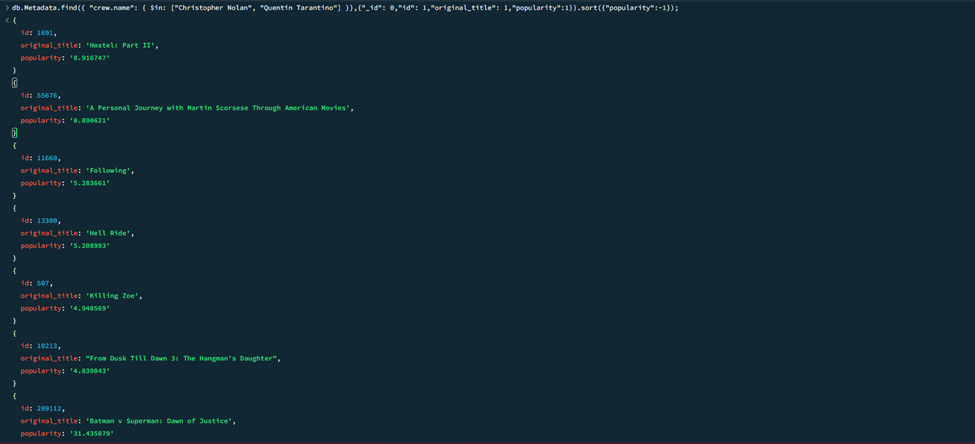 > db.Metadata.find({ "crew.name": { $in: ["Christopher Nolan", "Quentin Tarantino"] }},{"_id": 0,"id": 1,"original_title": 1,"popularity":1}).sort({"popularity":-1});
< {
id: 1691,
original_title: 'Hostel: Part II',
popularity: '8.916747'
}
{
id: 55676,
original_title: 'A Personal Journey with Martin Scorsese Through American Movies',
popularity: '8.890621'
}
{
id: 11660,
original_title: 'Following',
popularity: '5.283661'
}
{
id: 13300,
original_title: 'Hell Ride',
popularity: '5.208993'
}
{
id: 507,
original_title: 'Killing Zoe',
popularity: '4.948569'
}
{
id: 10213,
original_title: "From Dusk Till Dawn 3: The Hangman's Daughter",
popularity: '4.839043'
}
{
id: 209112,
original_title: 'Batman v Superman: Dawn of Justice',
popularity: '31.435879'